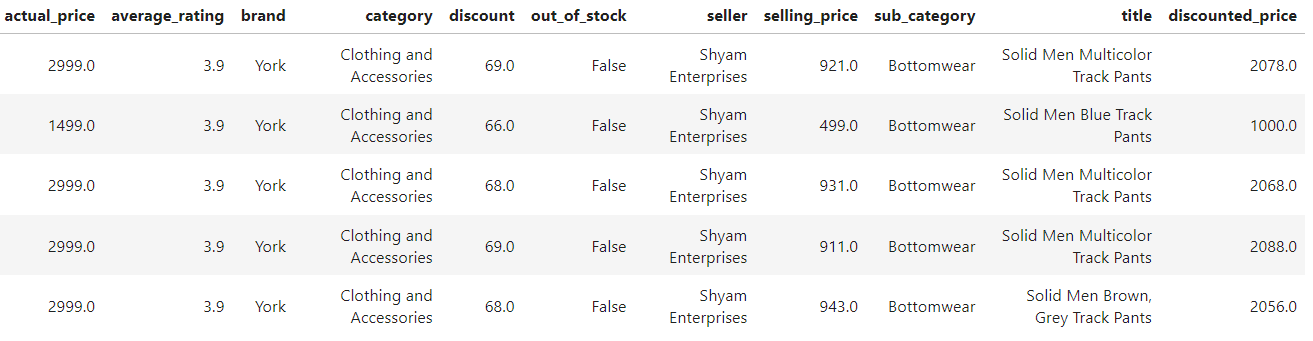 actual_price average_rating brand category discount out_of_stock seller selling_price sub_category title discounted_price
2999.0 3.9 York Clothing and Accessories 69.0 False Shyam Enterprises 921.0 Bottomwear Solid Men Multicolor Track Pants 2078.0
1499.0 3.9 York Clothing and Accessories 66.0 False Shyam Enterprises 499.0 Bottomwear Solid Men Blue Track Pants 1000.0
2999.0 3.9 York Clothing and Accessories 68.0 False Shyam Enterprises 931.0 Bottomwear Solid Men Multicolor Track Pants 2068.0
2999.0 3.9 York Clothing and Accessories 69.0 False Shyam Enterprises 911.0 Bottomwear Solid Men Multicolor Track Pants 2088.0
2999.0 3.9 York Clothing and Accessories 68.0 False Shyam Enterprises 943.0 Bottomwear Solid Men Brown, Grey Track Pants 2056.0